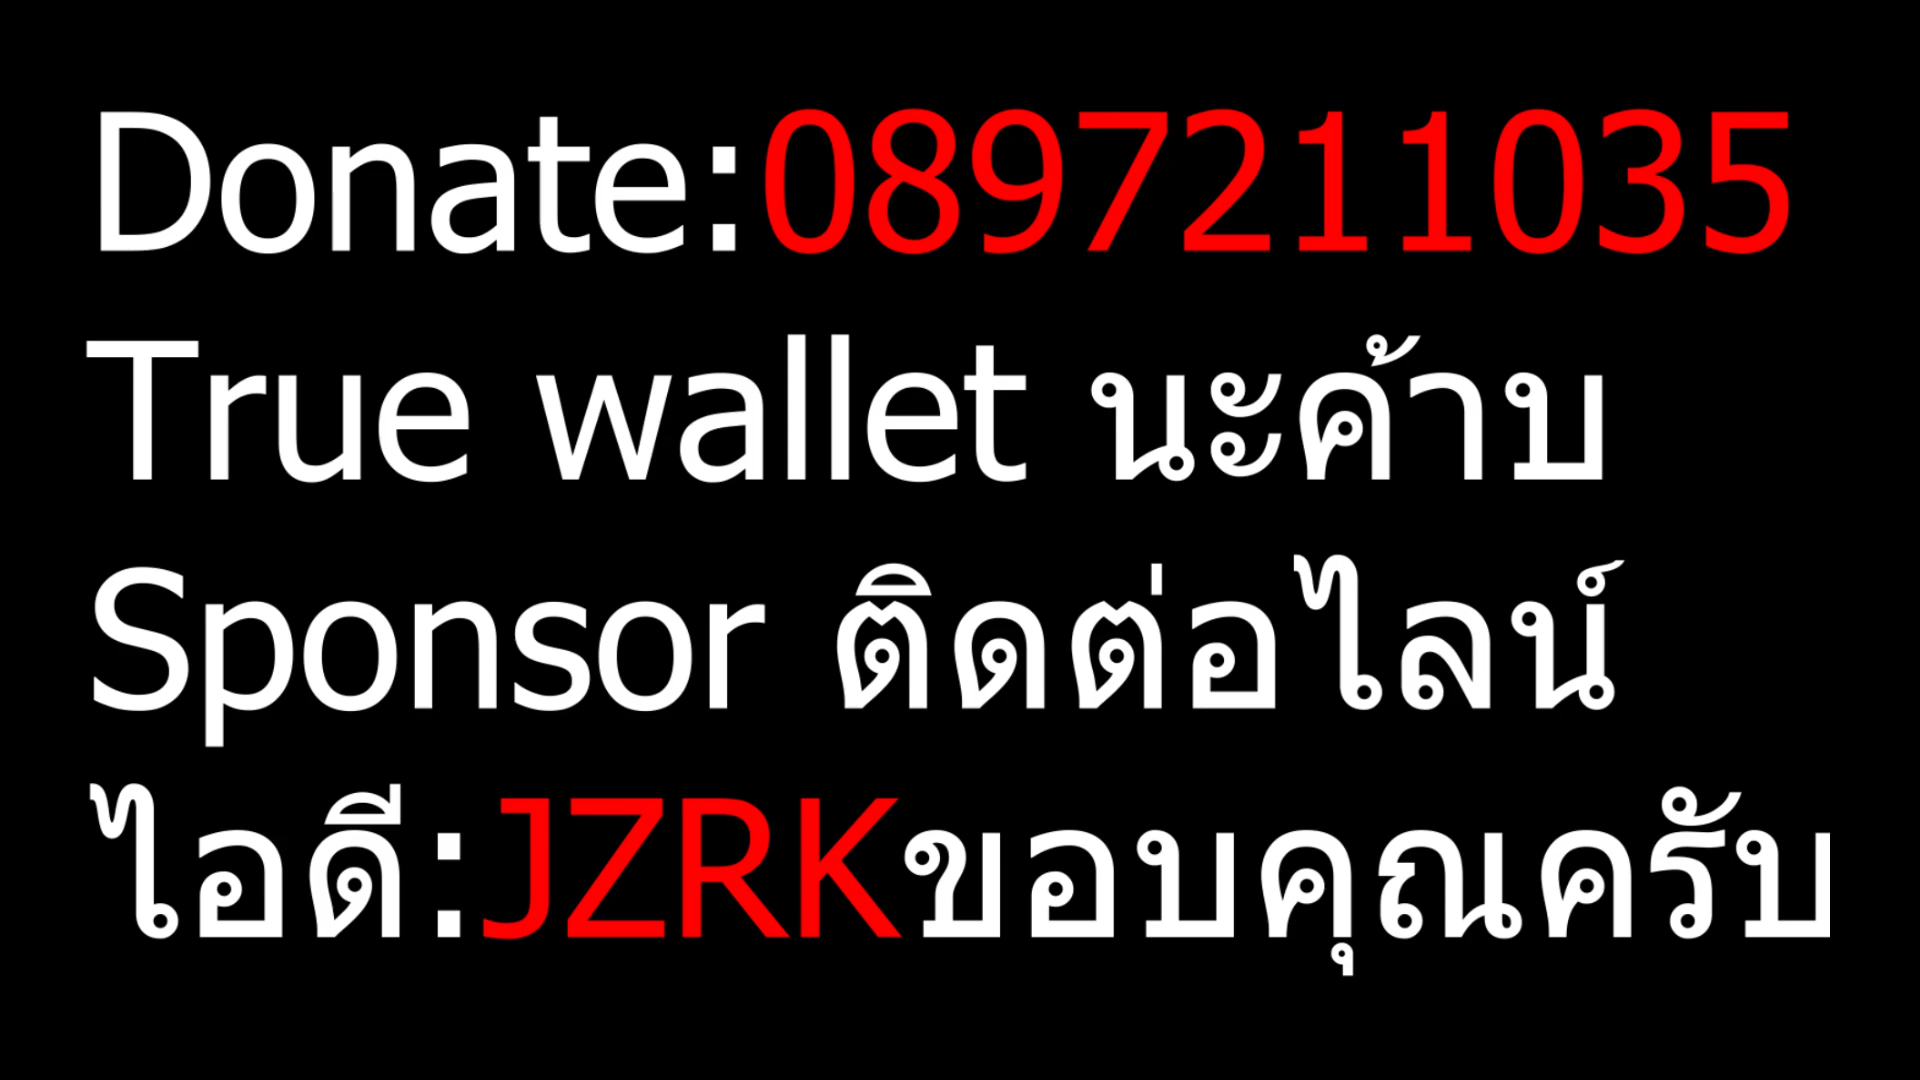 Donate:0897211035
True wallet นะค้าบ
Sponsor ติดต่อไลน์
ไอดี:JZRKขอบคุณครับ